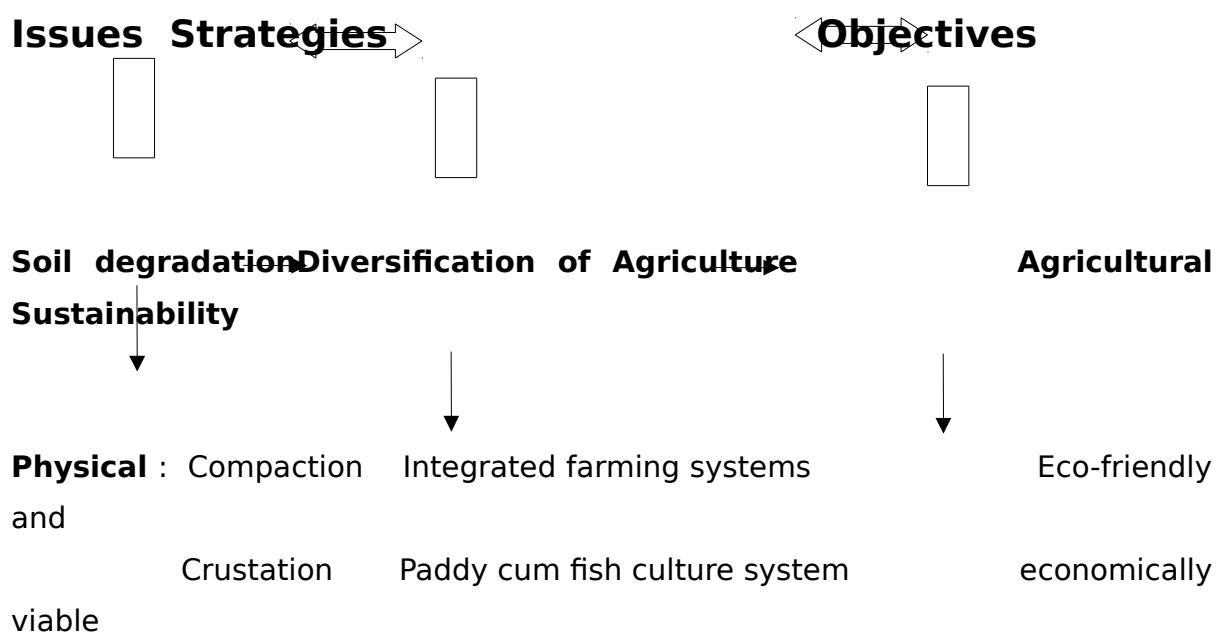 Issues Strategies Objectives
Soil degradation Diversification of Agriculture Agricultural
Sustainability
Physical : Compaction Integrated farming systems Eco-friendly
and
Crustation Paddy cum fish culture system economically
viable